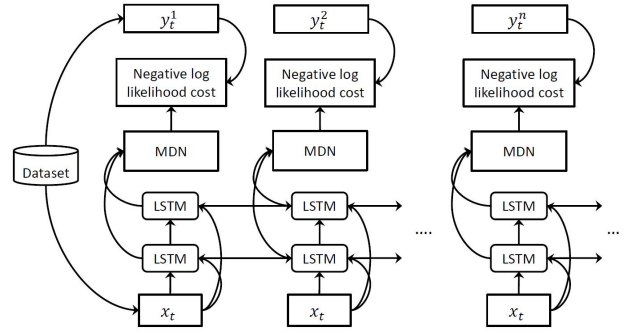 y_t^1 y_t^2 y_t^n
Negative log likelihood cost
Negative log likelihood cost
Negative log likelihood cost
MDN MDN MDN
Dataset
LSTM LSTM LSTM
.... ...
LSTM LSTM LSTM
x_t x_t x_t